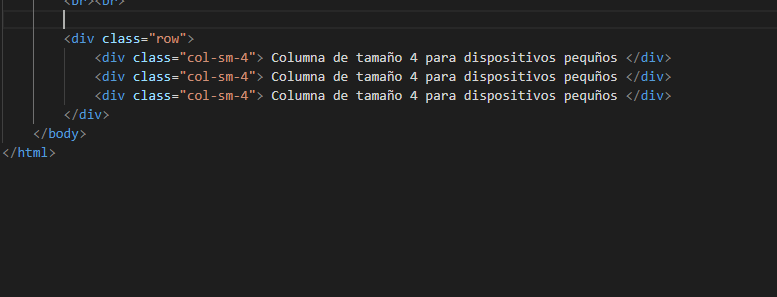 <br><br>
<div class="row">
<div class="col-sm-4"> Columna de tamaño 4 para dispositivos pequños </div>
<div class="col-sm-4"> Columna de tamaño 4 para dispositivos pequños </div>
<div class="col-sm-4"> Columna de tamaño 4 para dispositivos pequños </div>
</div>
</body>
</html>